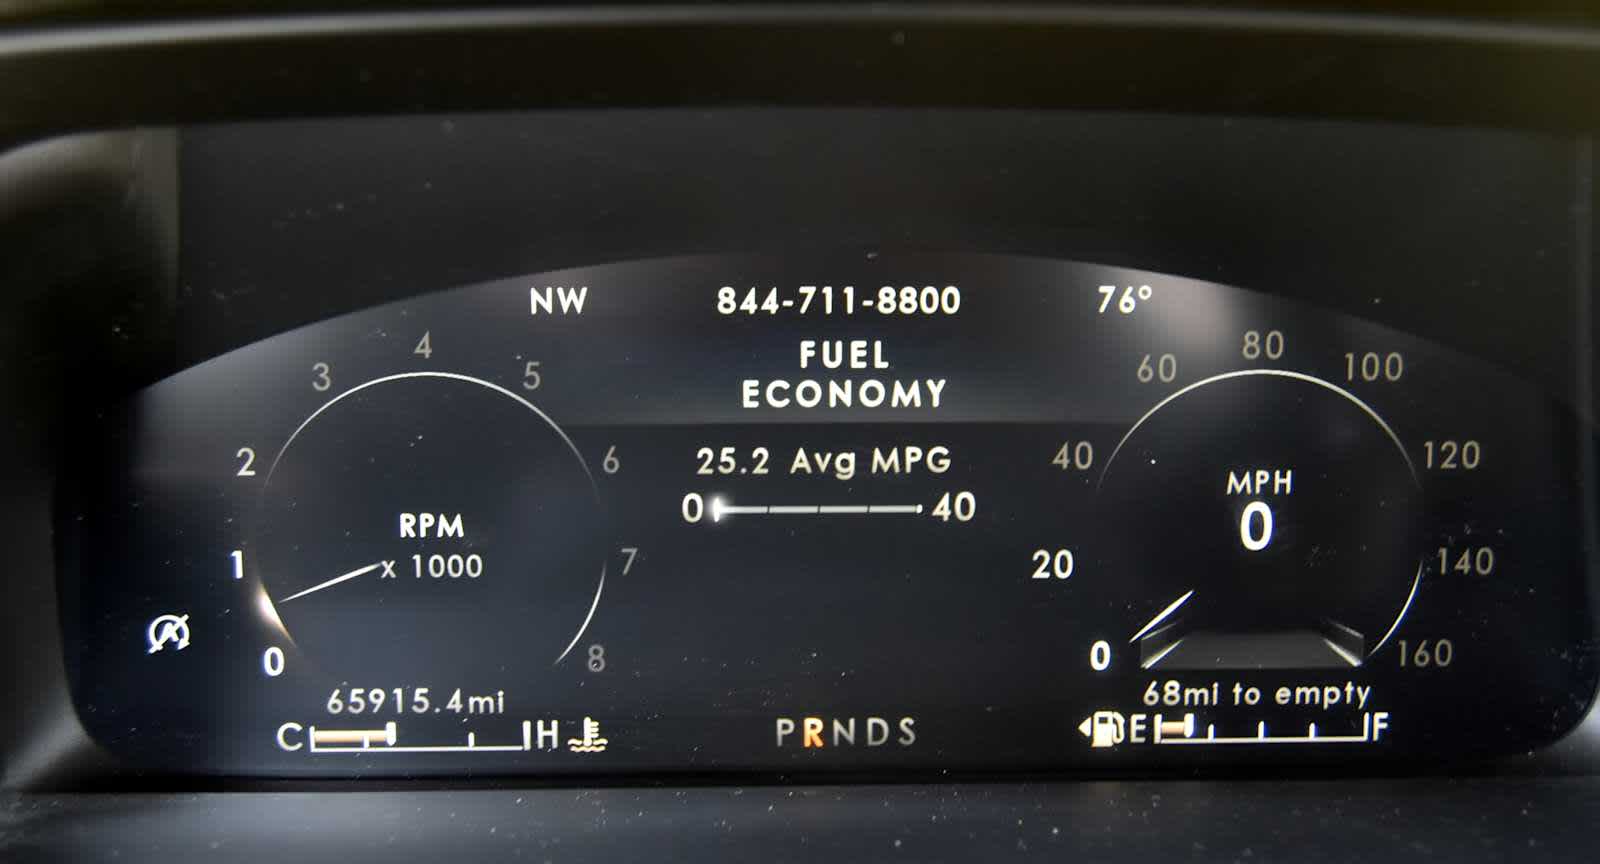 NW 844-711-8800 76°
FUEL
ECONOMY
25.2 Avg MPG
0 40
0 1 2 3 4 5 6 7 8
RPM
x 1000
0 20 40 60 80 100 120 140 160
MPH
0
65915.4mi
C H
PRNDS
68mi to empty
E F